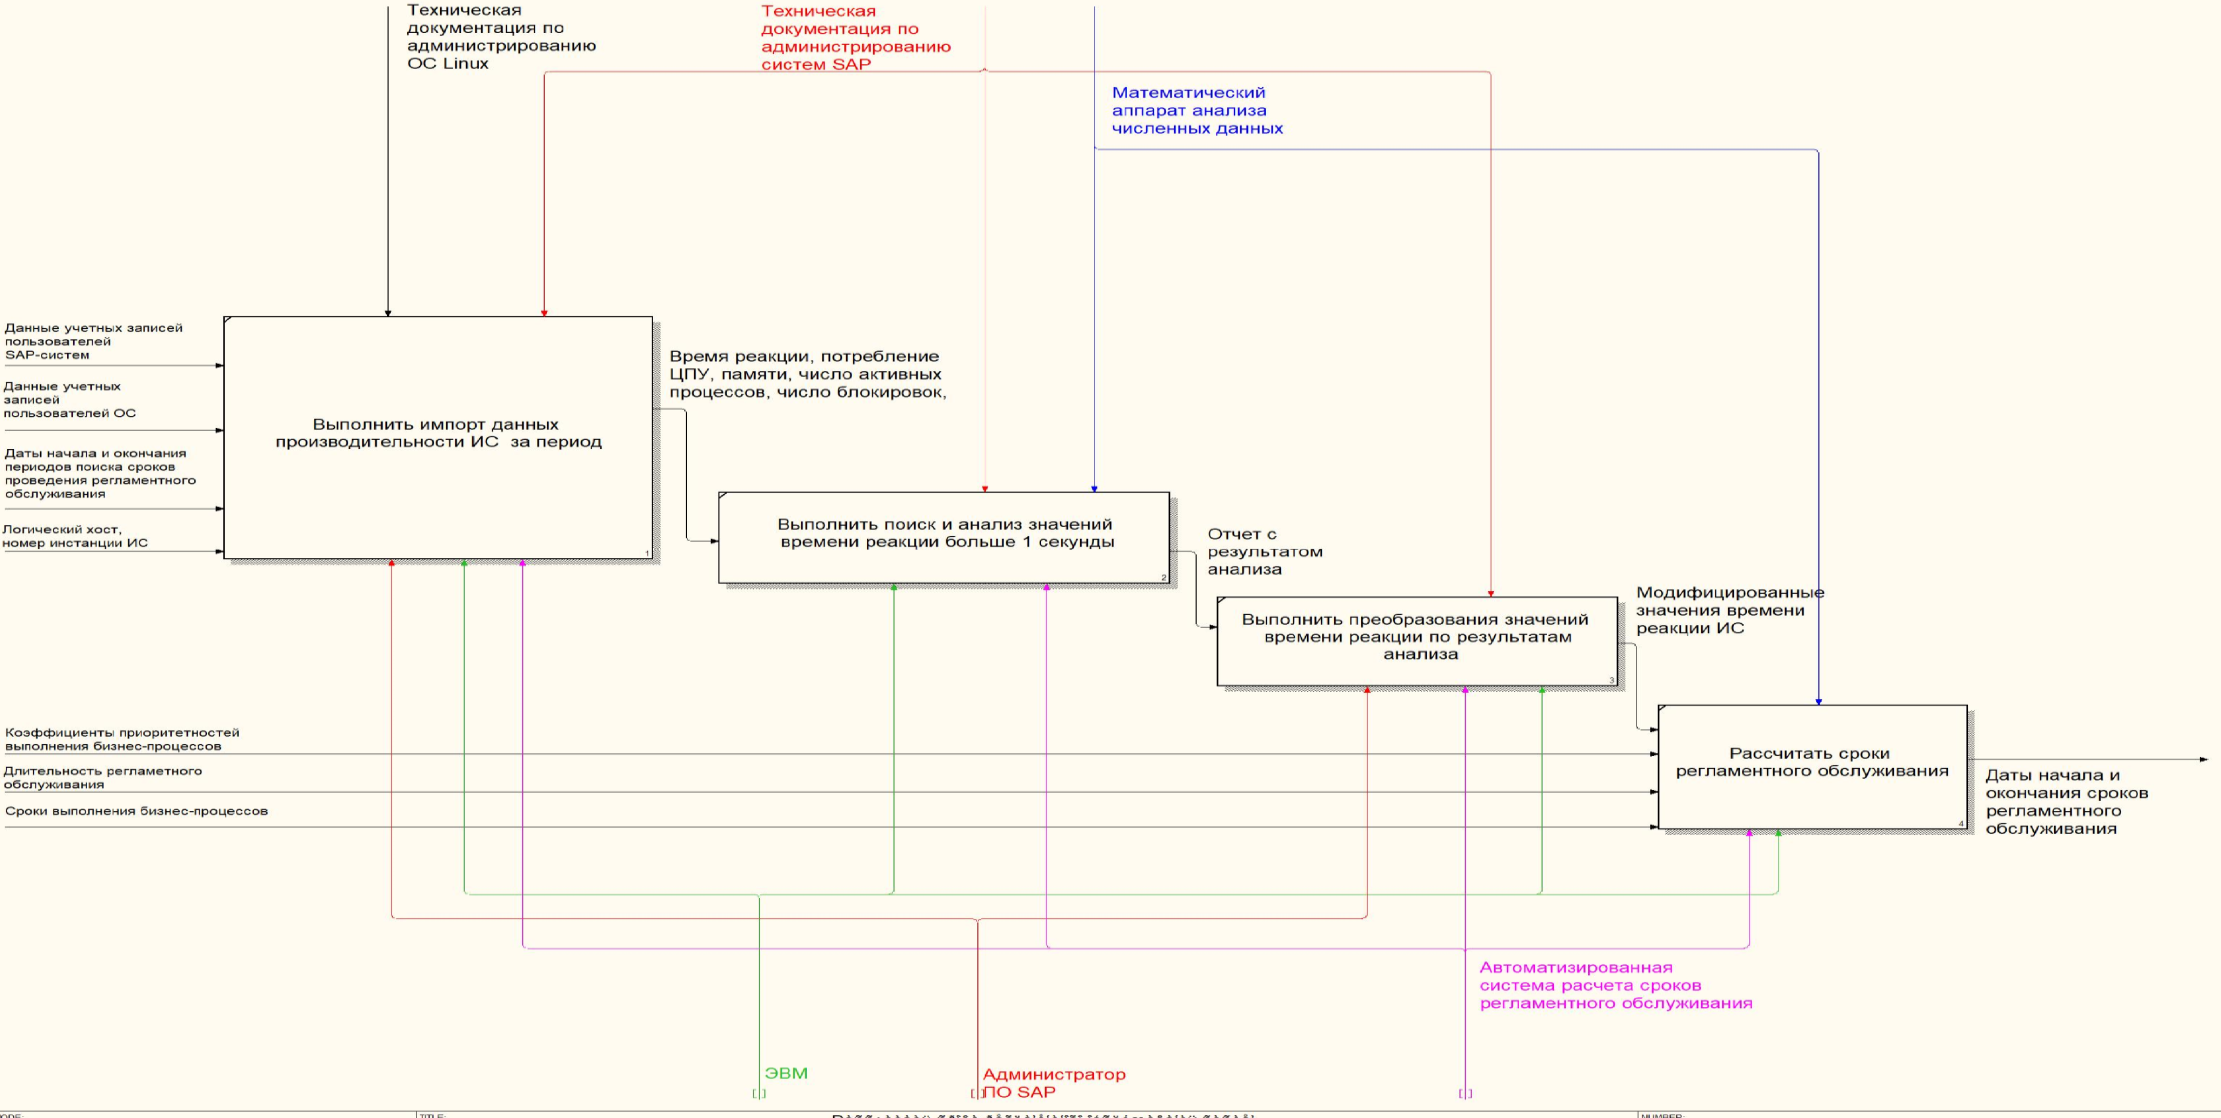 Техническая
документация по
администрированию
ОС Linux
Техническая
документация по
администрированию
систем SAP
Математический
аппарат анализа
численных данных
Данные учетных записей
пользователей
SAP-систем
Данные учетных
записей
пользователей ОС
Даты начала и окончания
периодов поиска сроков
проведения регламентного
обслуживания
Логический хост,
номер инстанции ИС
Выполнить импорт данных
производительности ИС за период
1
Время реакции, потребление
ЦПУ, памяти, число активных
процессов, число блокировок,
Выполнить поиск и анализ значений
времени реакции больше 1 секунды
2
Отчет с
результатом
анализа
Выполнить преобразования значений
времени реакции по результатам
анализа
3
Модифицированные
значения времени
реакции ИС
Коэффициенты приоритетностей
выполнения бизнес-процессов
Длительность регламетного
обслуживания
Сроки выполнения бизнес-процессов
Рассчитать сроки
регламентного обслуживания
4
Даты начала и
окончания сроков
регламентного
обслуживания
Автоматизированная
система расчета сроков
регламентного обслуживания
ЭВМ
Администратор
ПО SAP
TITLE:
NUMBER: